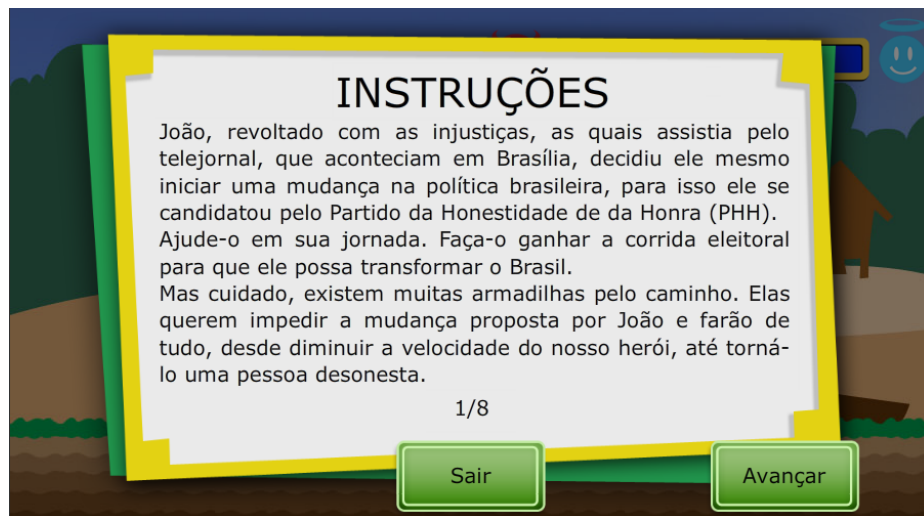 INSTRUÇÕES
João, revoltado com as injustiças, as quais assistia pelo
telejornal, que aconteciam em Brasília, decidiu ele mesmo
iniciar uma mudança na política brasileira, para isso ele se
candidatou pelo Partido da Honestidade de da Honra (PHH).
Ajude-o em sua jornada. Faça-o ganhar a corrida eleitoral
para que ele possa transformar o Brasil.
Mas cuidado, existem muitas armadilhas pelo caminho. Elas
querem impedir a mudança proposta por João e farão de
tudo, desde diminuir a velocidade do nosso herói, até torná-
lo uma pessoa desonesta.
1/8
Sair
Avançar